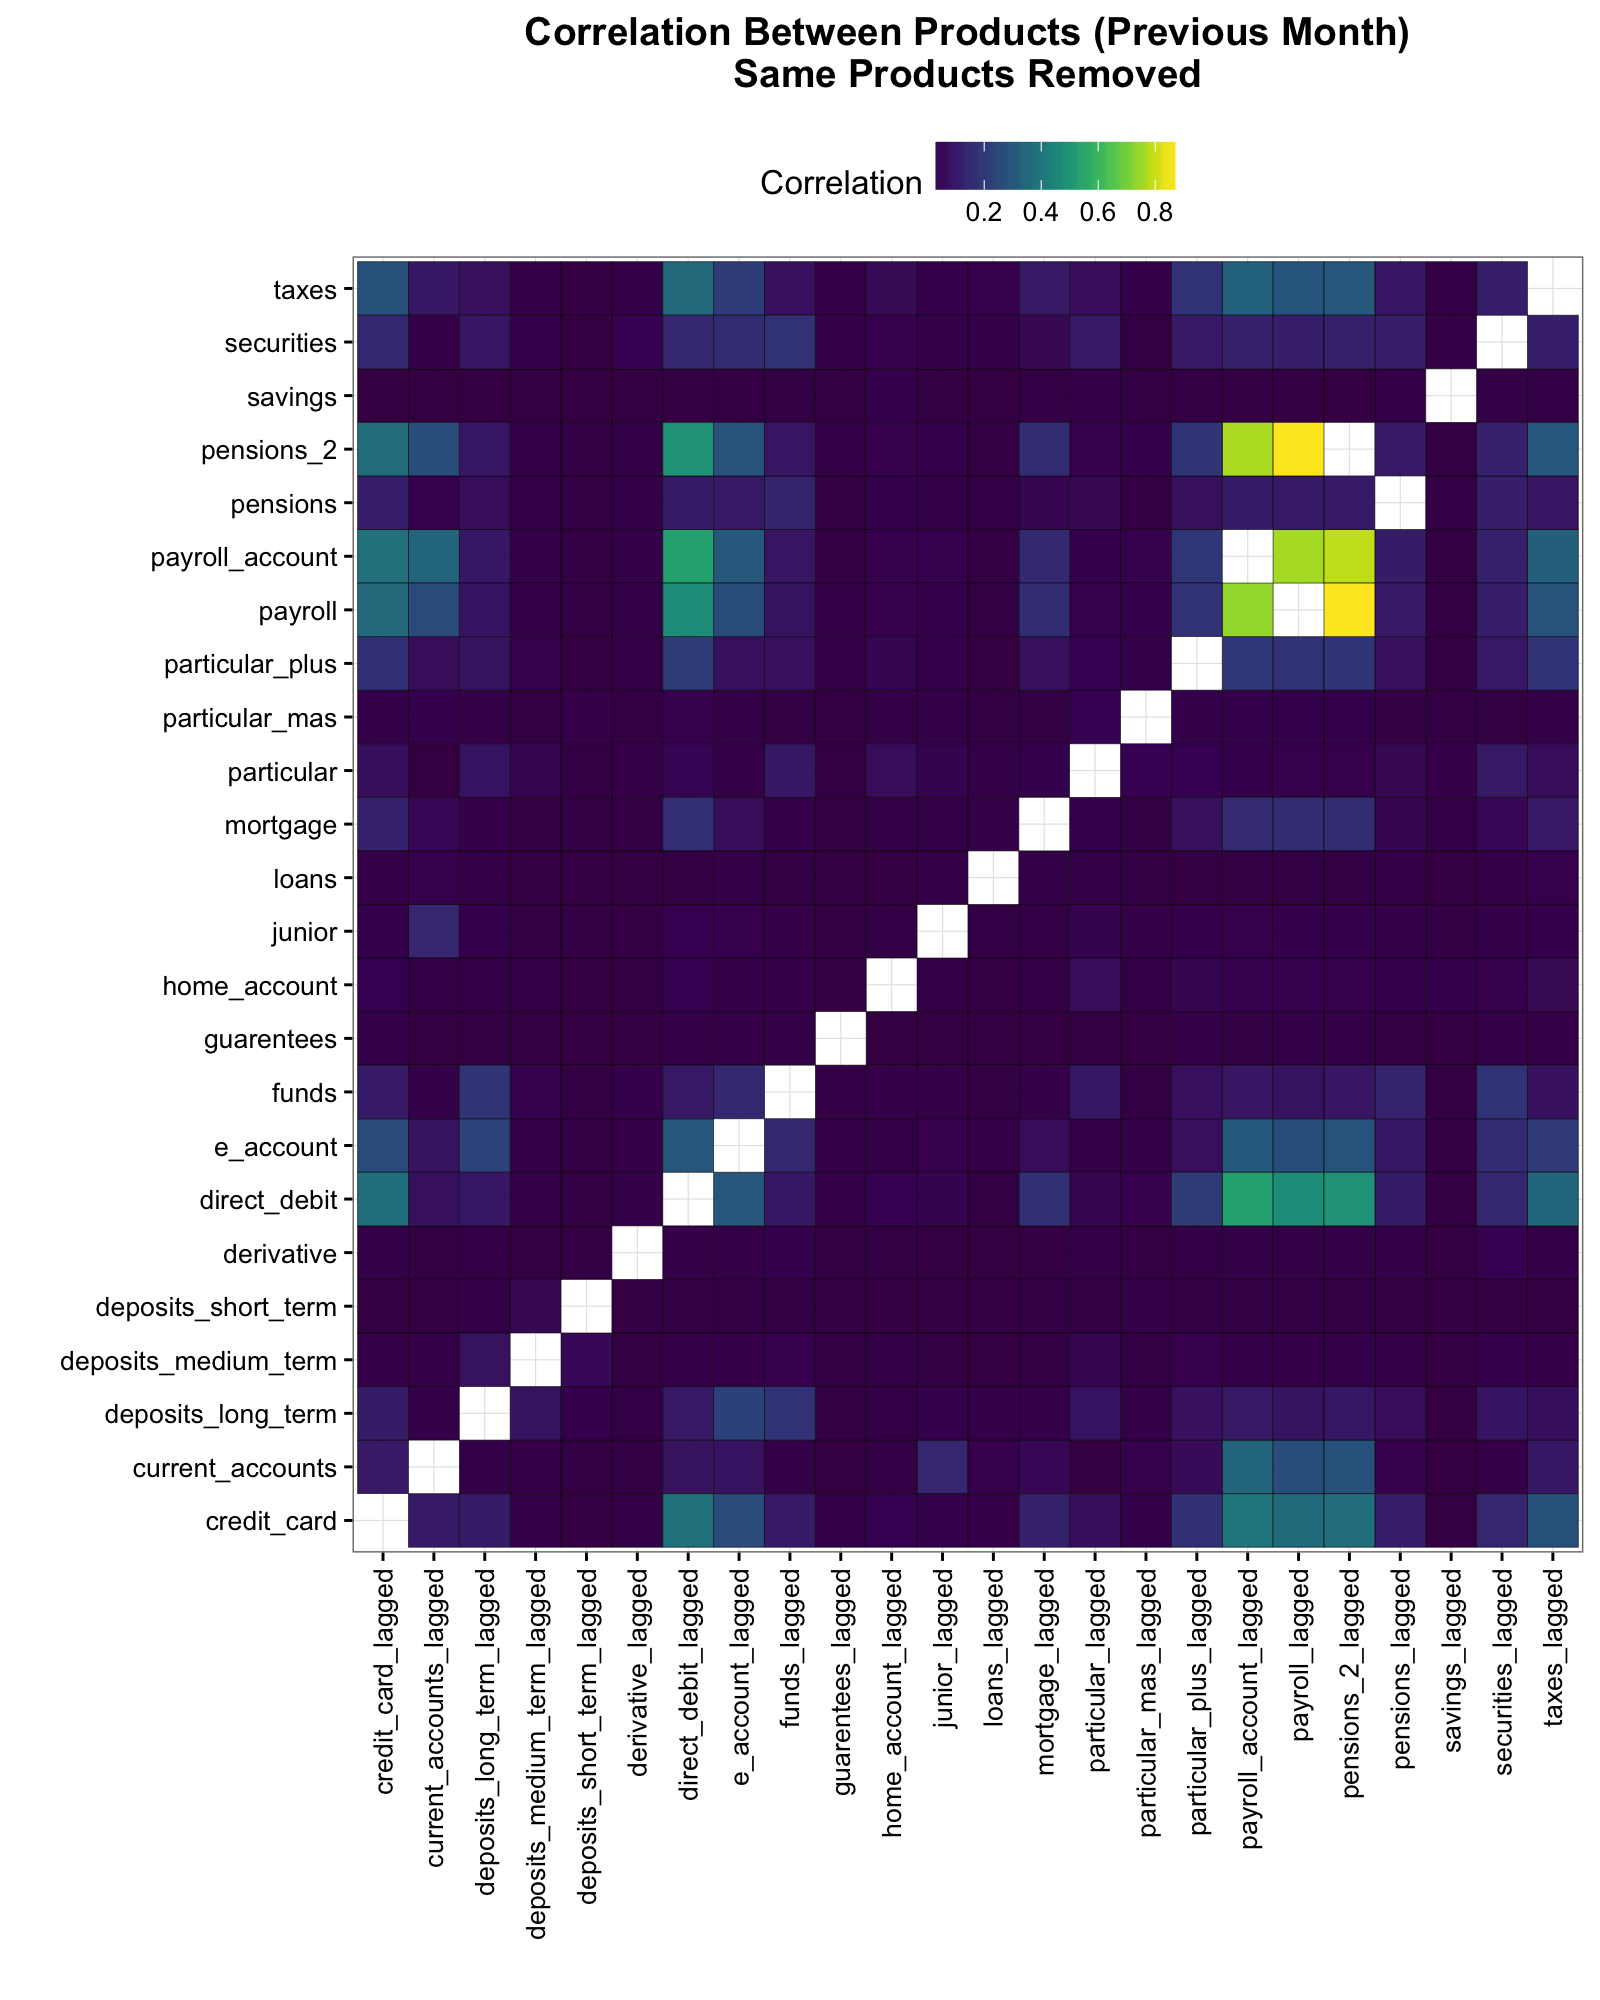 Correlation Between Products (Previous Month)
Same Products Removed
Correlation
0.2 0.4 0.6 0.8
taxes
securities
savings
pensions_2
pensions
payroll_account
payroll
particular_plus
particular_mas
particular
mortgage
loans
junior
home_account
guarentees
funds
e_account
direct_debit
derivative
deposits_short_term
deposits_medium_term
deposits_long_term
current_accounts
credit_card
credit_card_lagged
current_accounts_lagged
deposits_long_term_lagged
deposits_medium_term_lagged
deposits_short_term_lagged
derivative_lagged
direct_debit_lagged
e_account_lagged
funds_lagged
guarentees_lagged
home_account_lagged
junior_lagged
loans_lagged
mortgage_lagged
particular_lagged
particular_mas_lagged
particular_plus_lagged
payroll_account_lagged
payroll_lagged
pensions_2_lagged
pensions_lagged
savings_lagged
securities_lagged
taxes_lagged